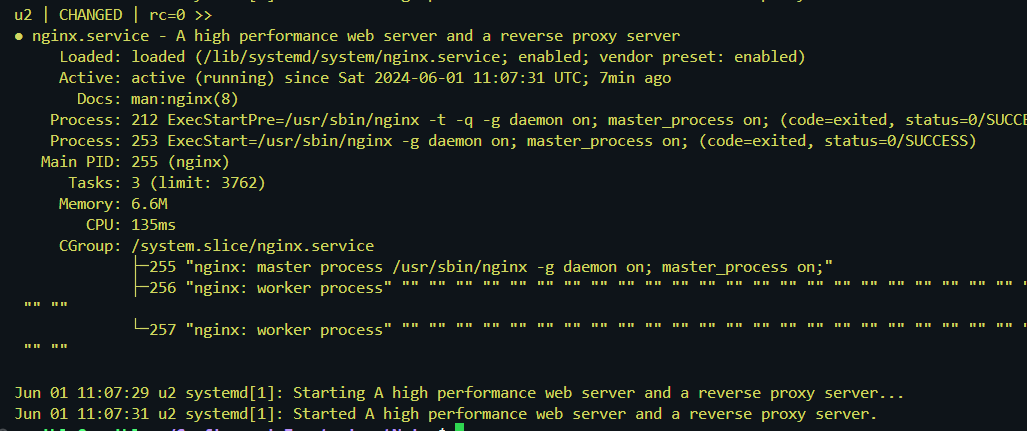 u2 | CHANGED | rc=0 >>
● nginx.service - A high performance web server and a reverse proxy server
Loaded: loaded (/lib/systemd/system/nginx.service; enabled; vendor preset: enabled)
Active: active (running) since Sat 2024-06-01 11:07:31 UTC; 7min ago
Docs: man:nginx(8)
Process: 212 ExecStartPre=/usr/sbin/nginx -t -q -g daemon on; master_process on; (code=exited, status=0/SUCCE
Process: 253 ExecStart=/usr/sbin/nginx -g daemon on; master_process on; (code=exited, status=0/SUCCESS)
Main PID: 255 (nginx)
Tasks: 3 (limit: 3762)
Memory: 6.6M
CPU: 135ms
CGroup: /system.slice/nginx.service
├─255 "nginx: master process /usr/sbin/nginx -g daemon on; master_process on;"
├─256 "nginx: worker process" "" "" "" "" "" "" "" "" "" "" "" "" "" "" "" "" "" "" "" "" "" "" "" "
"" ""
└─257 "nginx: worker process" "" "" "" "" "" "" "" "" "" "" "" "" "" "" "" "" "" "" "" "" "" "" "" "
"" ""
Jun 01 11:07:29 u2 systemd[1]: Starting A high performance web server and a reverse proxy server...
Jun 01 11:07:31 u2 systemd[1]: Started A high performance web server and a reverse proxy server.